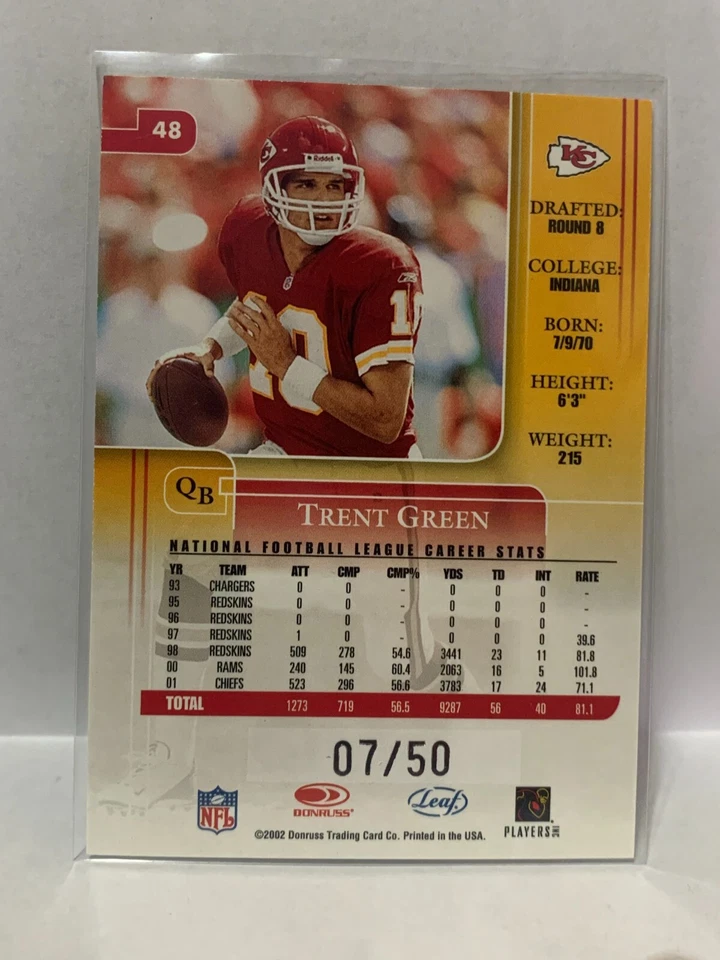 48
Riddell
10
KC
DRAFTED:
ROUND 8
COLLEGE:
INDIANA
BORN:
7/9/70
HEIGHT:
6'3"
WEIGHT:
215
QB
TRENT GREEN
NATIONAL FOOTBALL LEAGUE CAREER STATS
YR TEAM ATT CMP CMP% YDS TD INT RATE
93 CHARGERS 0 0 - 0 0 0 -
95 REDSKINS 0 0 - 0 0 0 -
96 REDSKINS 0 0 - 0 0 0 -
97 REDSKINS 1 0 - 0 0 0 39.6
98 REDSKINS 509 278 54.6 3441 23 11 81.8
00 RAMS 240 145 60.4 2063 16 5 101.8
01 CHIEFS 523 296 56.6 3783 17 24 71.1
TOTAL 1273 719 56.5 9287 56 40 81.1
07/50
NFL DONRUSS Leaf PLAYERS INC
©2002 Donruss Trading Card Co. Printed in the USA.